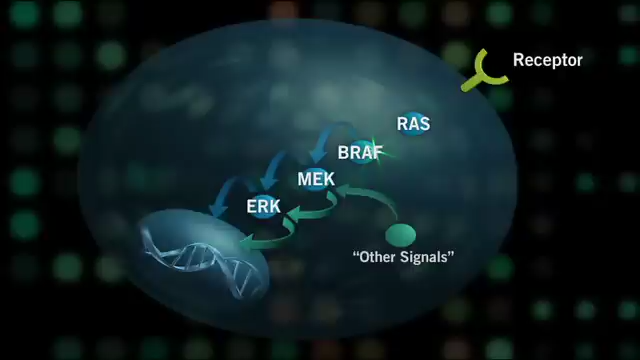 Receptor
RAS
BRAF
MEK
ERK
“Other Signals”